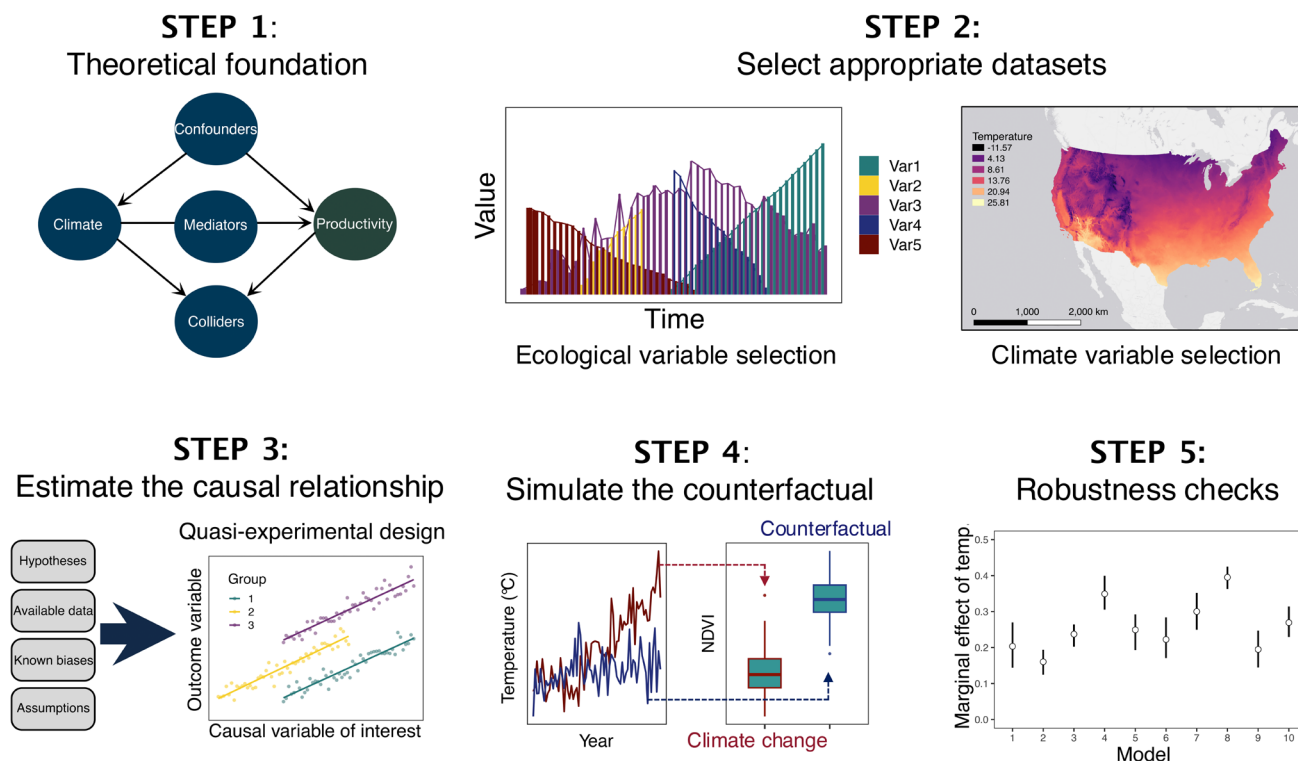 STEP 1:
Theoretical foundation
Confounders
Climate
Mediators
Productivity
Colliders
STEP 2:
Select appropriate datasets
Value
Time
Var1
Var2
Var3
Var4
Var5
Ecological variable selection
Temperature
-11.57
4.13
8.61
13.76
20.94
25.81
0 1,000 2,000 km
Climate variable selection
STEP 3:
Estimate the causal relationship
Hypotheses
Available data
Known biases
Assumptions
Quasi-experimental design
Outcome variable
Group
1
2
3
Causal variable of interest
STEP 4:
Simulate the counterfactual
Temperature (°C)
Year
Counterfactual
NDVI
Climate change
STEP 5:
Robustness checks
Marginal effect of temp.
0.5
0.4
0.3
0.2
0.1
0.0
1 2 3 4 5 6 7 8 9 10
Model